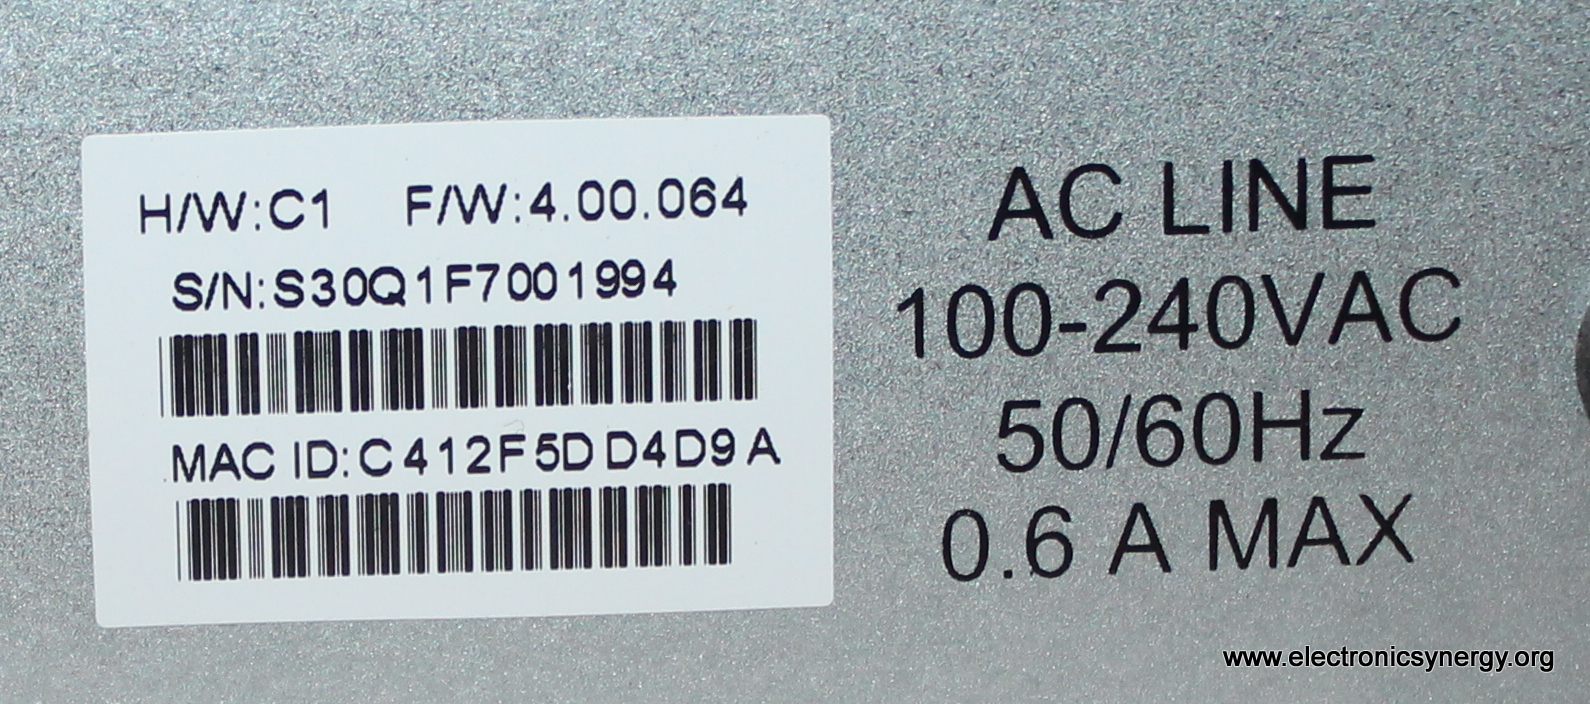 H/W:C1 F/W:4.00.064
S/N:S30Q1F7001994
MAC ID:C412F5DD4D9A
AC LINE
100-240VAC
50/60Hz
0.6 A MAX
www.electronicsynergy.org